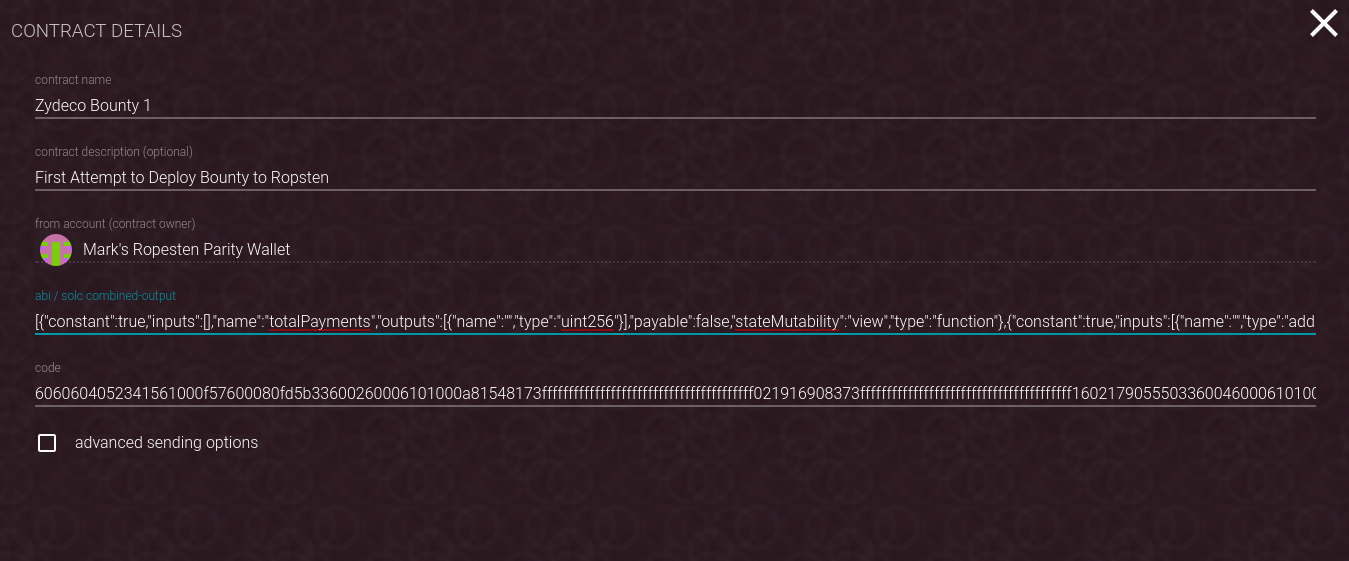 CONTRACT DETAILS
contract name
Zydeco Bounty 1
contract description (optional)
First Attempt to Deploy Bounty to Ropsten
from account (contract owner)
Mark's Ropesten Parity Wallet
abi / solc combined-output
[{"constant":true,"inputs":[],"name":"totalPayments","outputs":[{"name":"","type":"uint256"}],"payable":false,"stateMutability":"view","type":"function"},{"constant":true,"inputs":[{"name":"","type":"add
code
6060604052341561000f57600080fd5b33600260006101000a81548173ffffffffffffffffffffffffffffffffffffffff021916908373ffffffffffffffffffffffffffffffffffffffff1602179055503360046000610100
advanced sending options